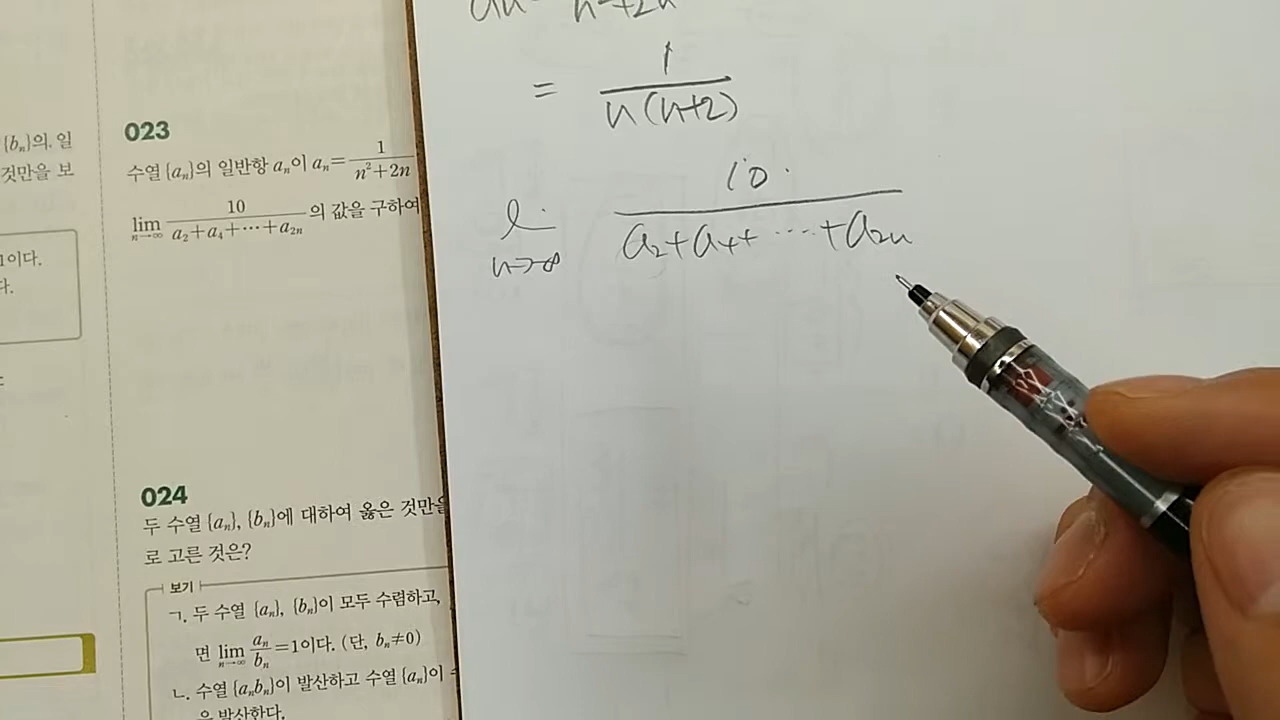 {bₙ}의 일
것만을 보
1이다.
다.
023
수열 {aₙ}의 일반항 aₙ이 aₙ = 1/(n²+2n)
lim n→∞ 10/(a₂+a₄+⋯+a₂ₙ) 의 값을 구하여
024
두 수열 {aₙ}, {bₙ}에 대하여 옳은 것만을
로 고른 것은?
보기
ㄱ. 두 수열 {aₙ}, {bₙ}이 모두 수렴하고,
면 lim n→∞ aₙ/bₙ = 1이다. (단, bₙ≠0)
ㄴ. 수열 {aₙbₙ}이 발산하고 수열 {aₙ}이
은 발산한다.
= 1/(n(n+2))
n→∞ 10/(a₂+a₄+⋯+a₂ₙ)